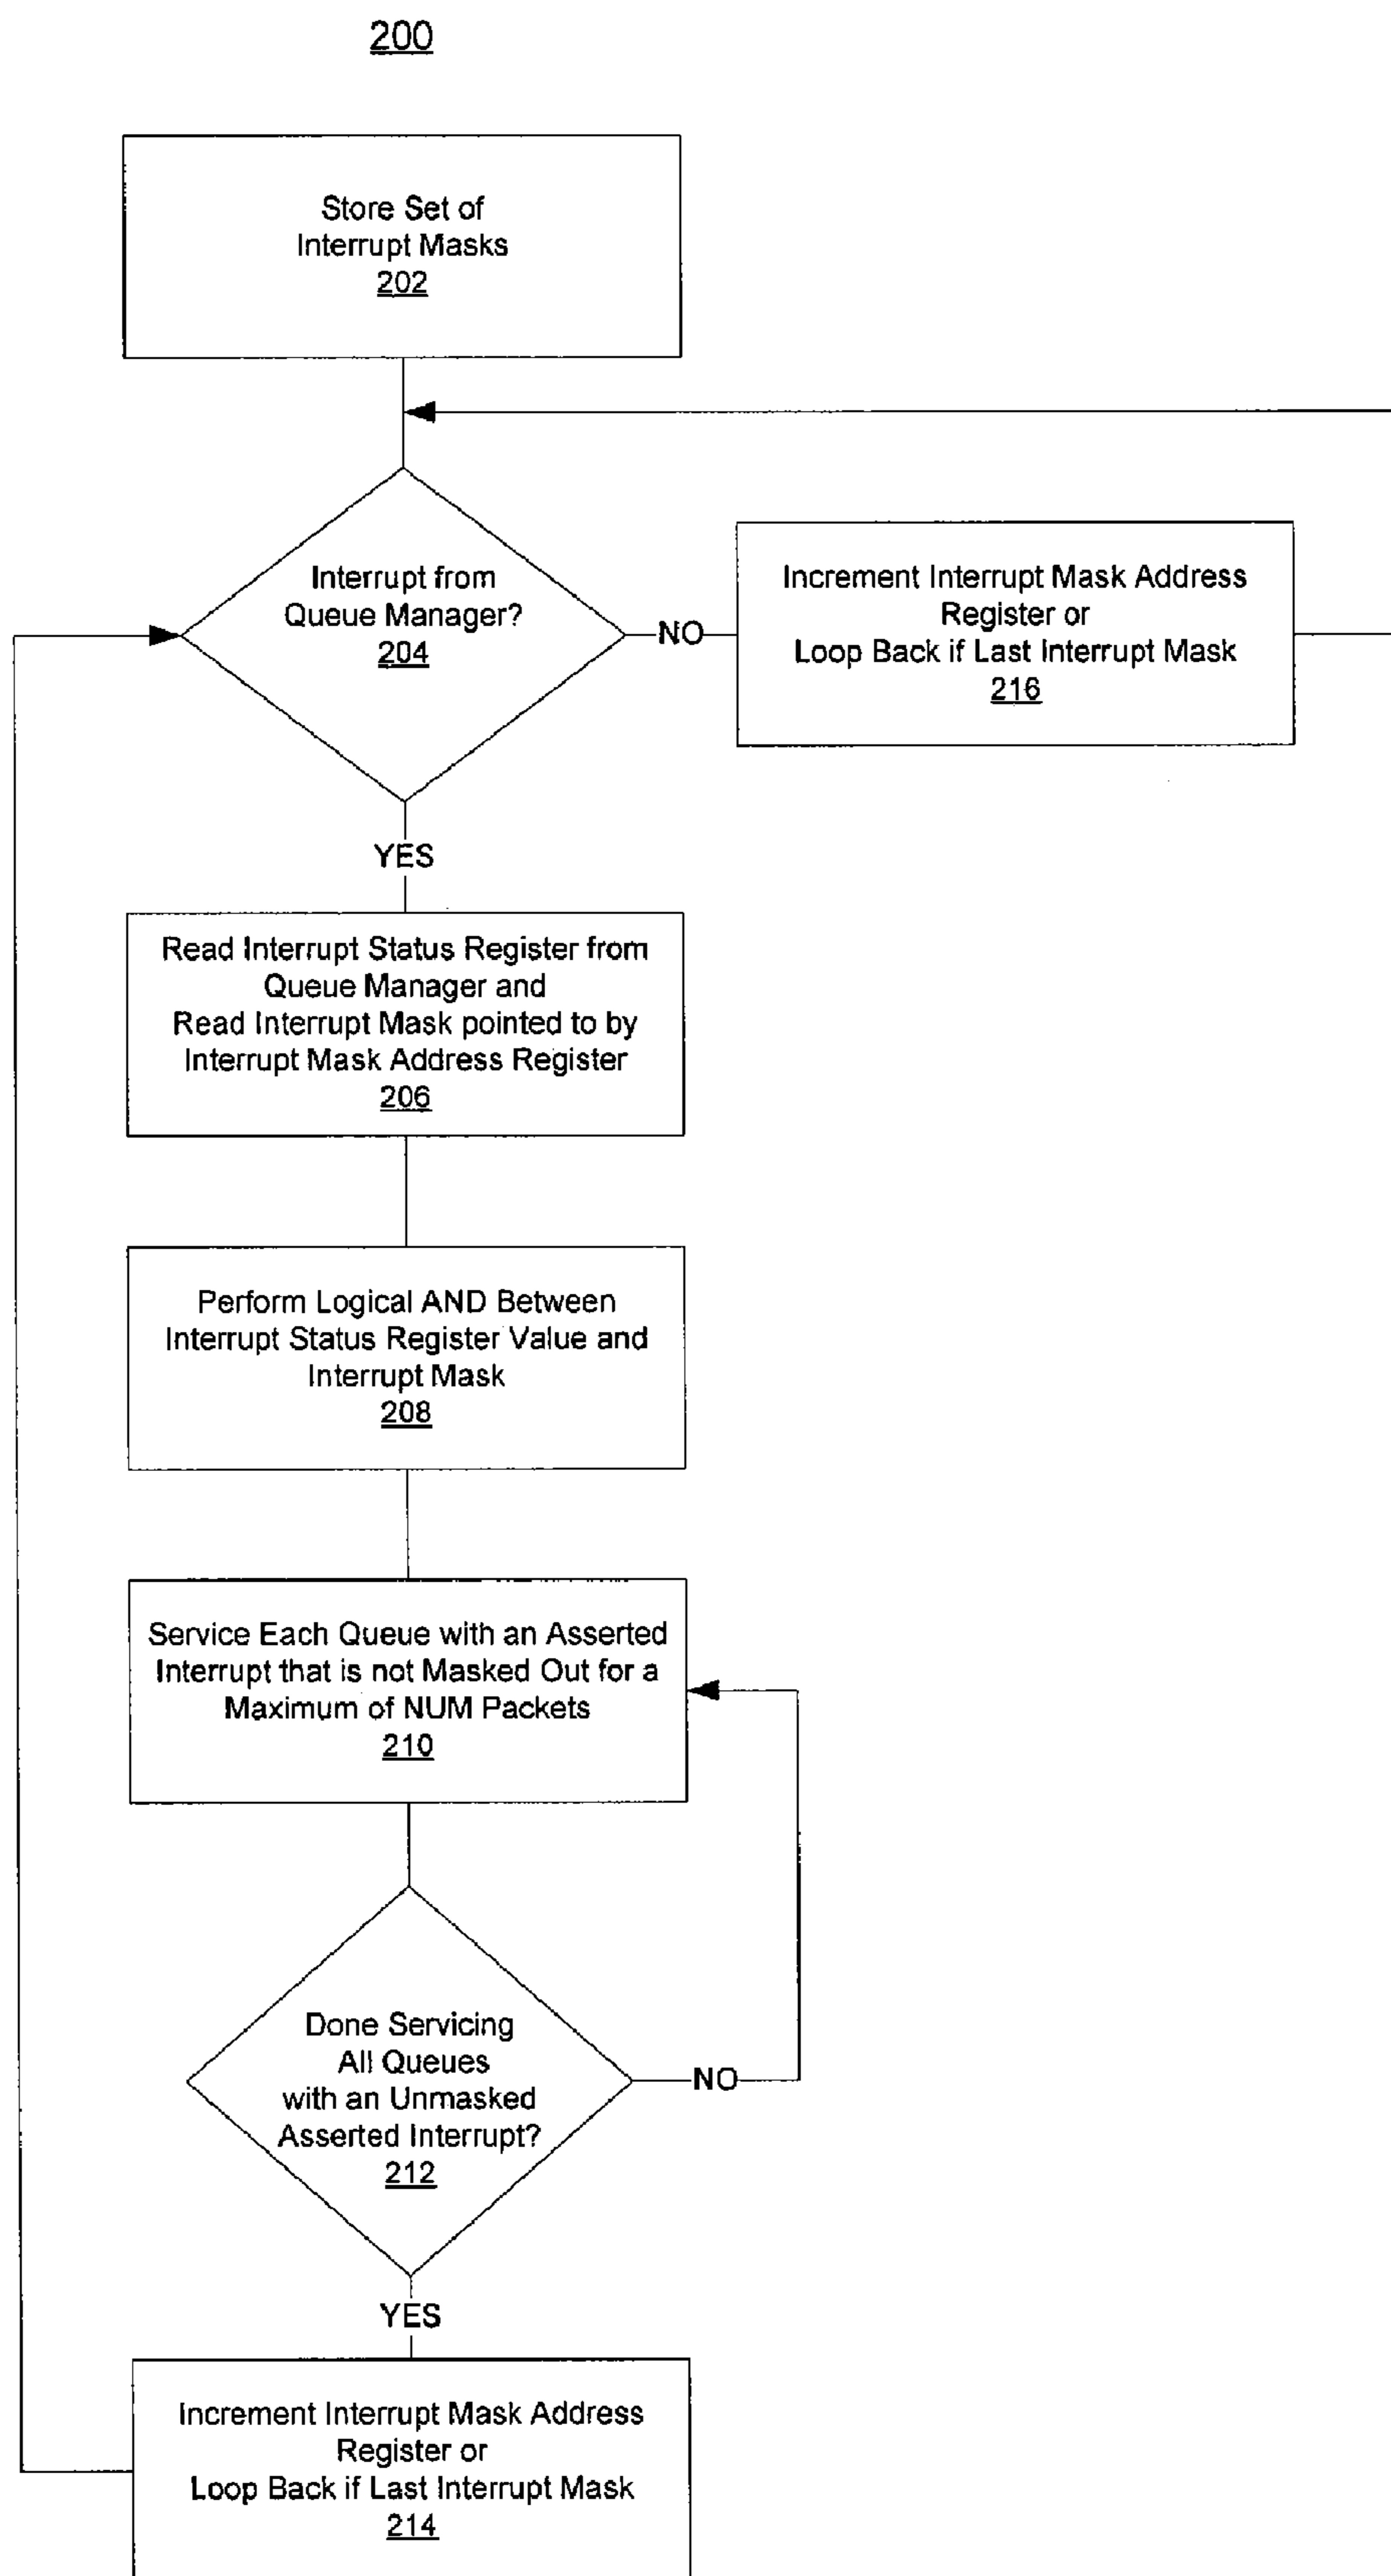 200
Store Set of
Interrupt Masks
202
Interrupt from
Queue Manager?
204
NO
Increment Interrupt Mask Address
Register or
Loop Back if Last Interrupt Mask
216
YES
Read Interrupt Status Register from
Queue Manager and
Read Interrupt Mask pointed to by
Interrupt Mask Address Register
206
Perform Logical AND Between
Interrupt Status Register Value and
Interrupt Mask
208
Service Each Queue with an Asserted
Interrupt that is not Masked Out for a
Maximum of NUM Packets
210
Done Servicing
All Queues
with an Unmasked
Asserted Interrupt?
212
NO
YES
Increment Interrupt Mask Address
Register or
Loop Back if Last Interrupt Mask
214